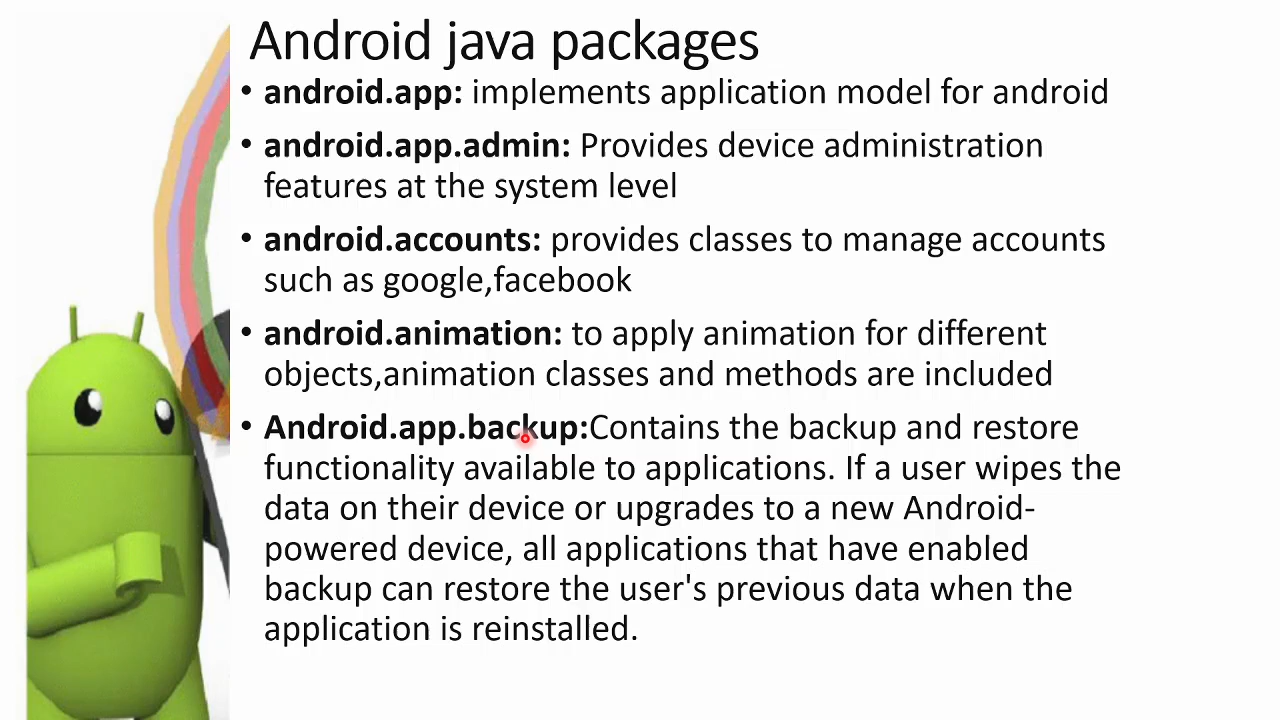 Android java packages
• android.app: implements application model for android
• android.app.admin: Provides device administration
features at the system level
• android.accounts: provides classes to manage accounts
such as google,facebook
• android.animation: to apply animation for different
objects,animation classes and methods are included
• Android.app.backup:Contains the backup and restore
functionality available to applications. If a user wipes the
data on their device or upgrades to a new Android-
powered device, all applications that have enabled
backup can restore the user's previous data when the
application is reinstalled.